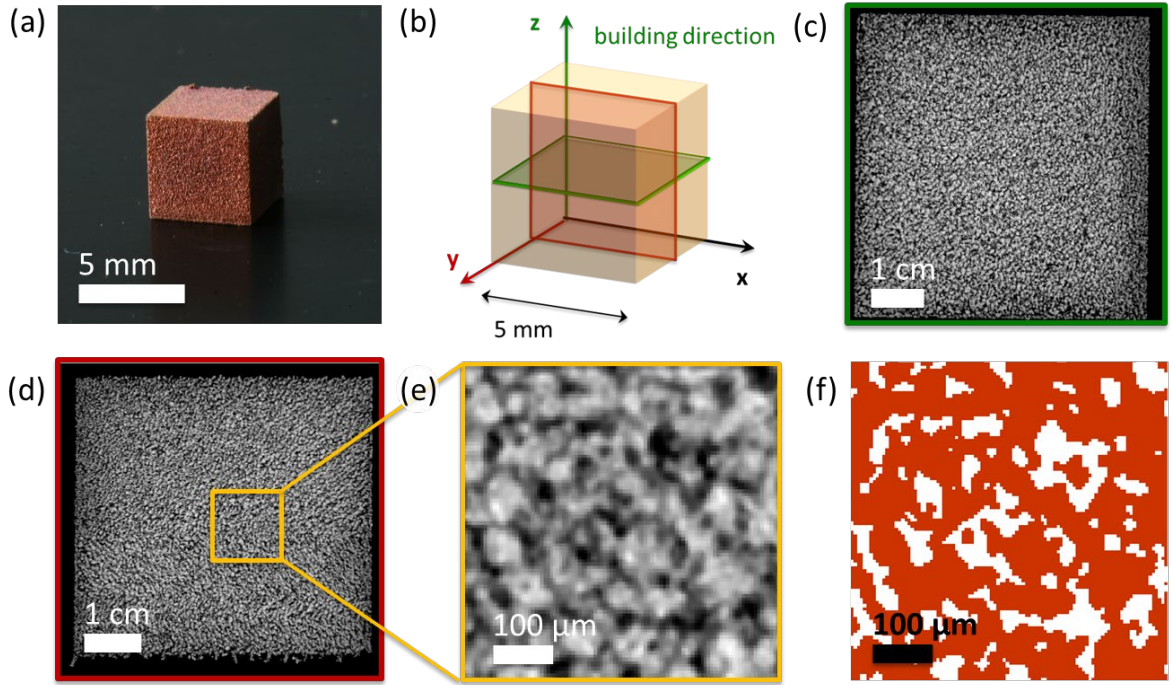 (a)
5 mm
(b)
z
building direction
y
x
5 mm
(c)
1 cm
(d)
1 cm
(e)
100 µm
(f)
100 µm